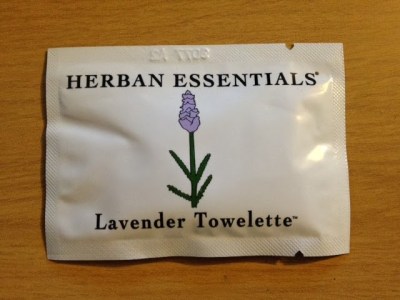 HERBAN ESSENTIALS®
Lavender Towelette™